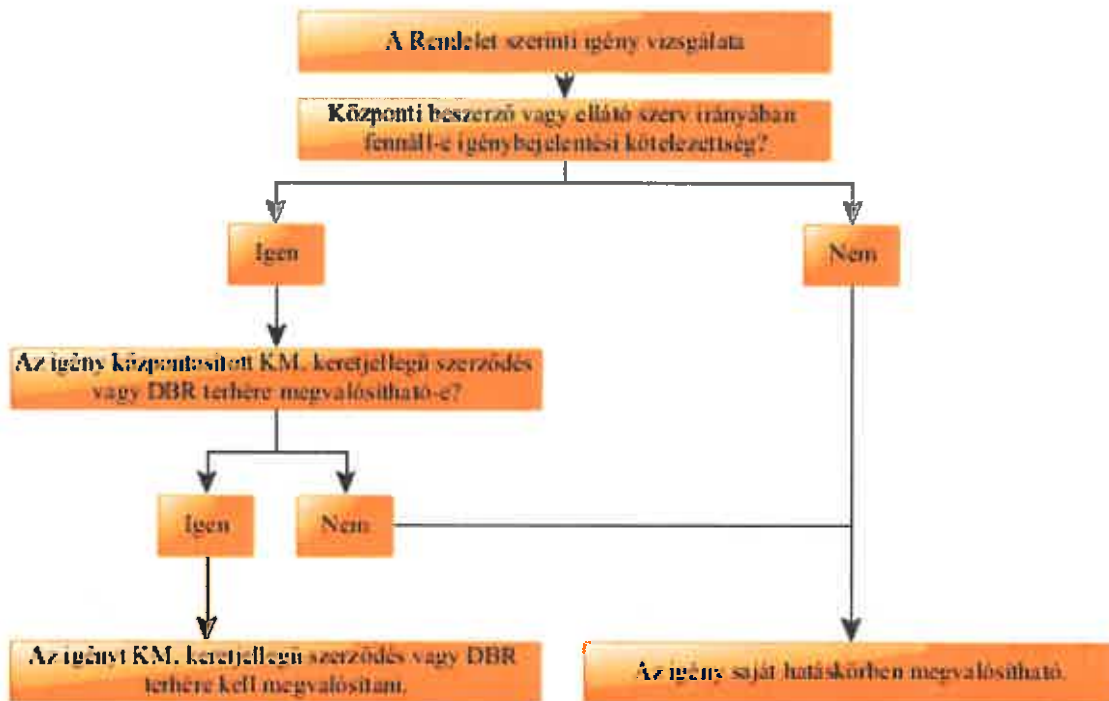 A Rendelet szerinti igény vizsgálata
Központi beszerző vagy ellátó szerv irányában
fennáll-e igénybejelentési kötelezettség?
Igen
Nem
Az igény központosított KM, keretjellegű szerződés
vagy DBR terhére megvalósítható-e?
Igen
Nem
Az igényt KM, keretjellegű szerződés vagy DBR
terhére kell megvalósítani.
Az igény saját hatáskörben megvalósítható.